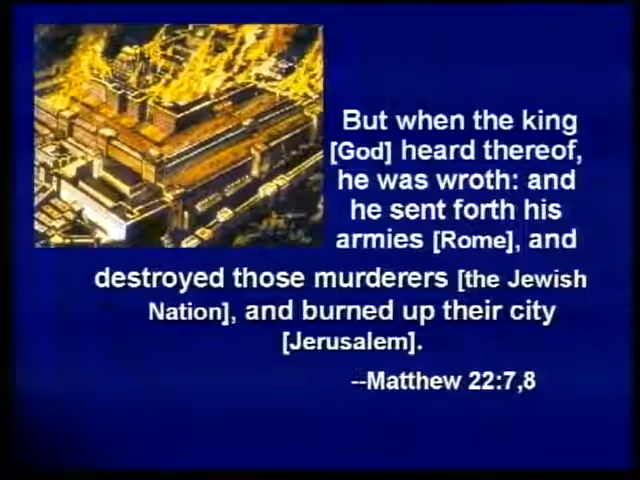 But when the king
[God] heard thereof,
he was wroth: and
he sent forth his
armies [Rome], and
destroyed those murderers [the Jewish
Nation], and burned up their city
[Jerusalem].
--Matthew 22:7,8